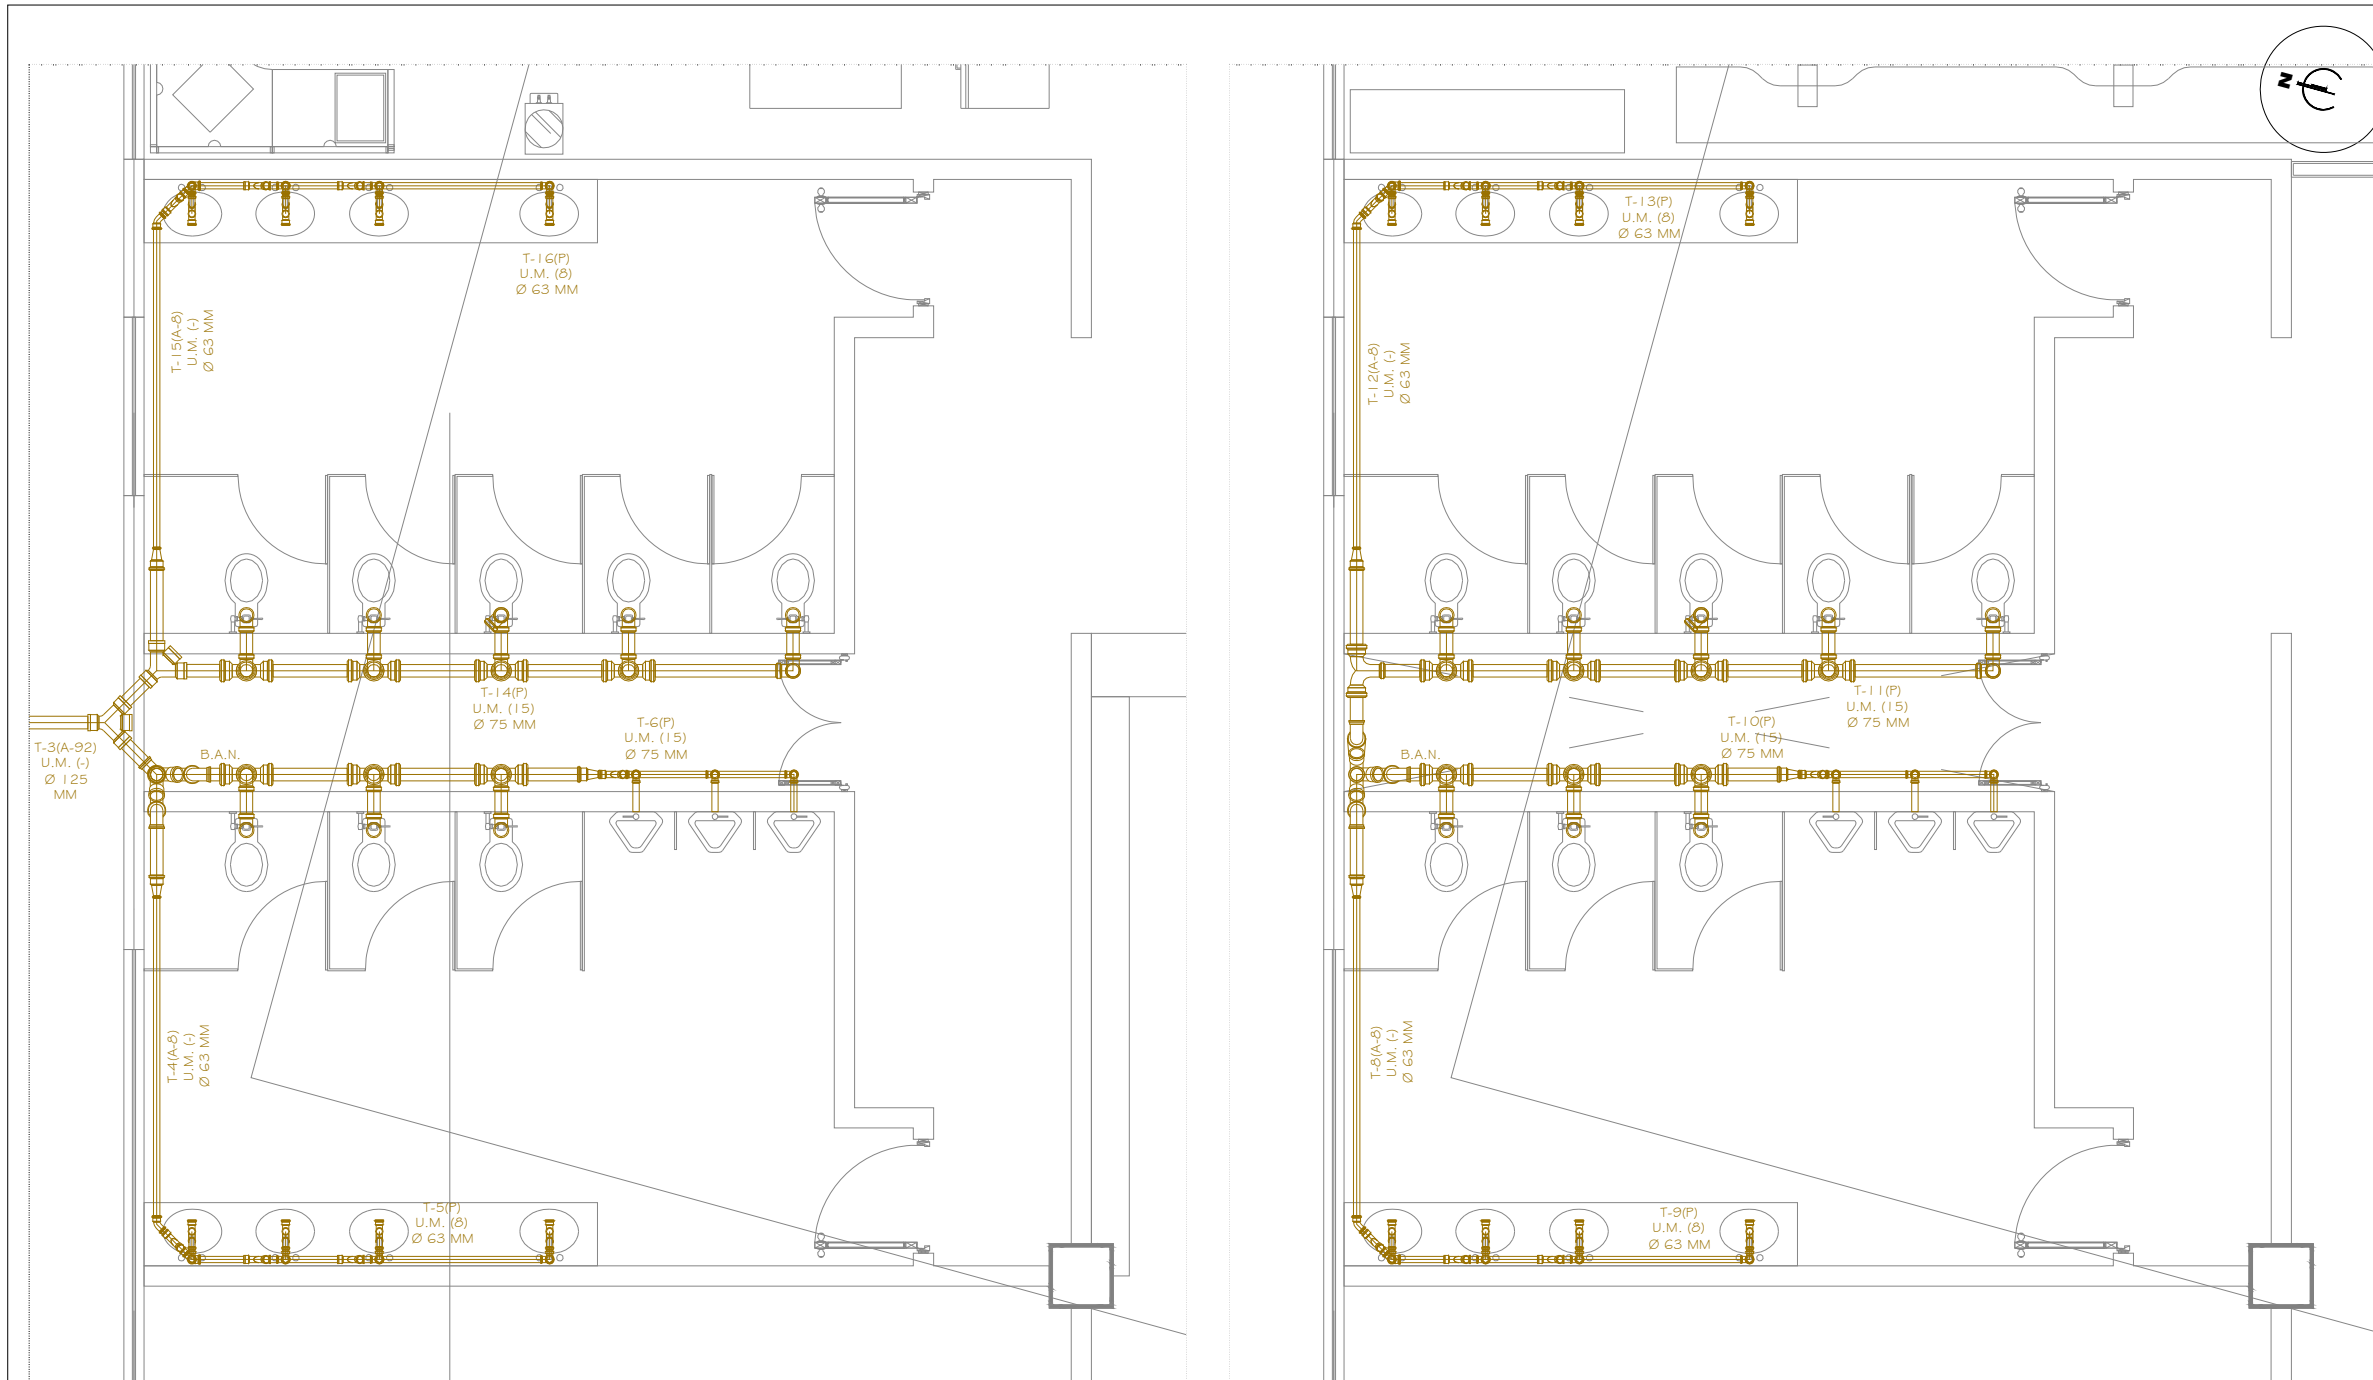 N
T-16(P)
U.M. (8)
Ø 63 MM
T-15(A-8)
U.M. (-)
Ø 63 MM
T-14(P)
U.M. (15)
Ø 75 MM
T-6(P)
U.M. (15)
Ø 75 MM
T-3(A-92)
U.M. (-)
Ø 125
MM
B.A.N.
T-4(A-8)
U.M. (-)
Ø 63 MM
T-5(P)
U.M. (8)
Ø 63 MM
T-13(P)
U.M. (8)
Ø 63 MM
T-12(A-8)
U.M. (-)
Ø 63 MM
T-11(P)
U.M. (15)
Ø 75 MM
T-10(P)
U.M. (15)
Ø 75 MM
B.A.N.
T-8(A-8)
U.M. (-)
Ø 63 MM
T-9(P)
U.M. (8)
Ø 63 MM